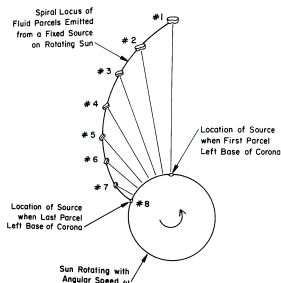 Spiral Locus of
Fluid Parcels Emitted
from a Fixed Source
on Rotating Sun
#1
#2
#3
#4
#5
#6
#7
#8
Location of Source
when First Parcel
Left Base of Corona
Location of Source
when Last Parcel
Left Base of Corona
Sun Rotating with
Angular Speed ω